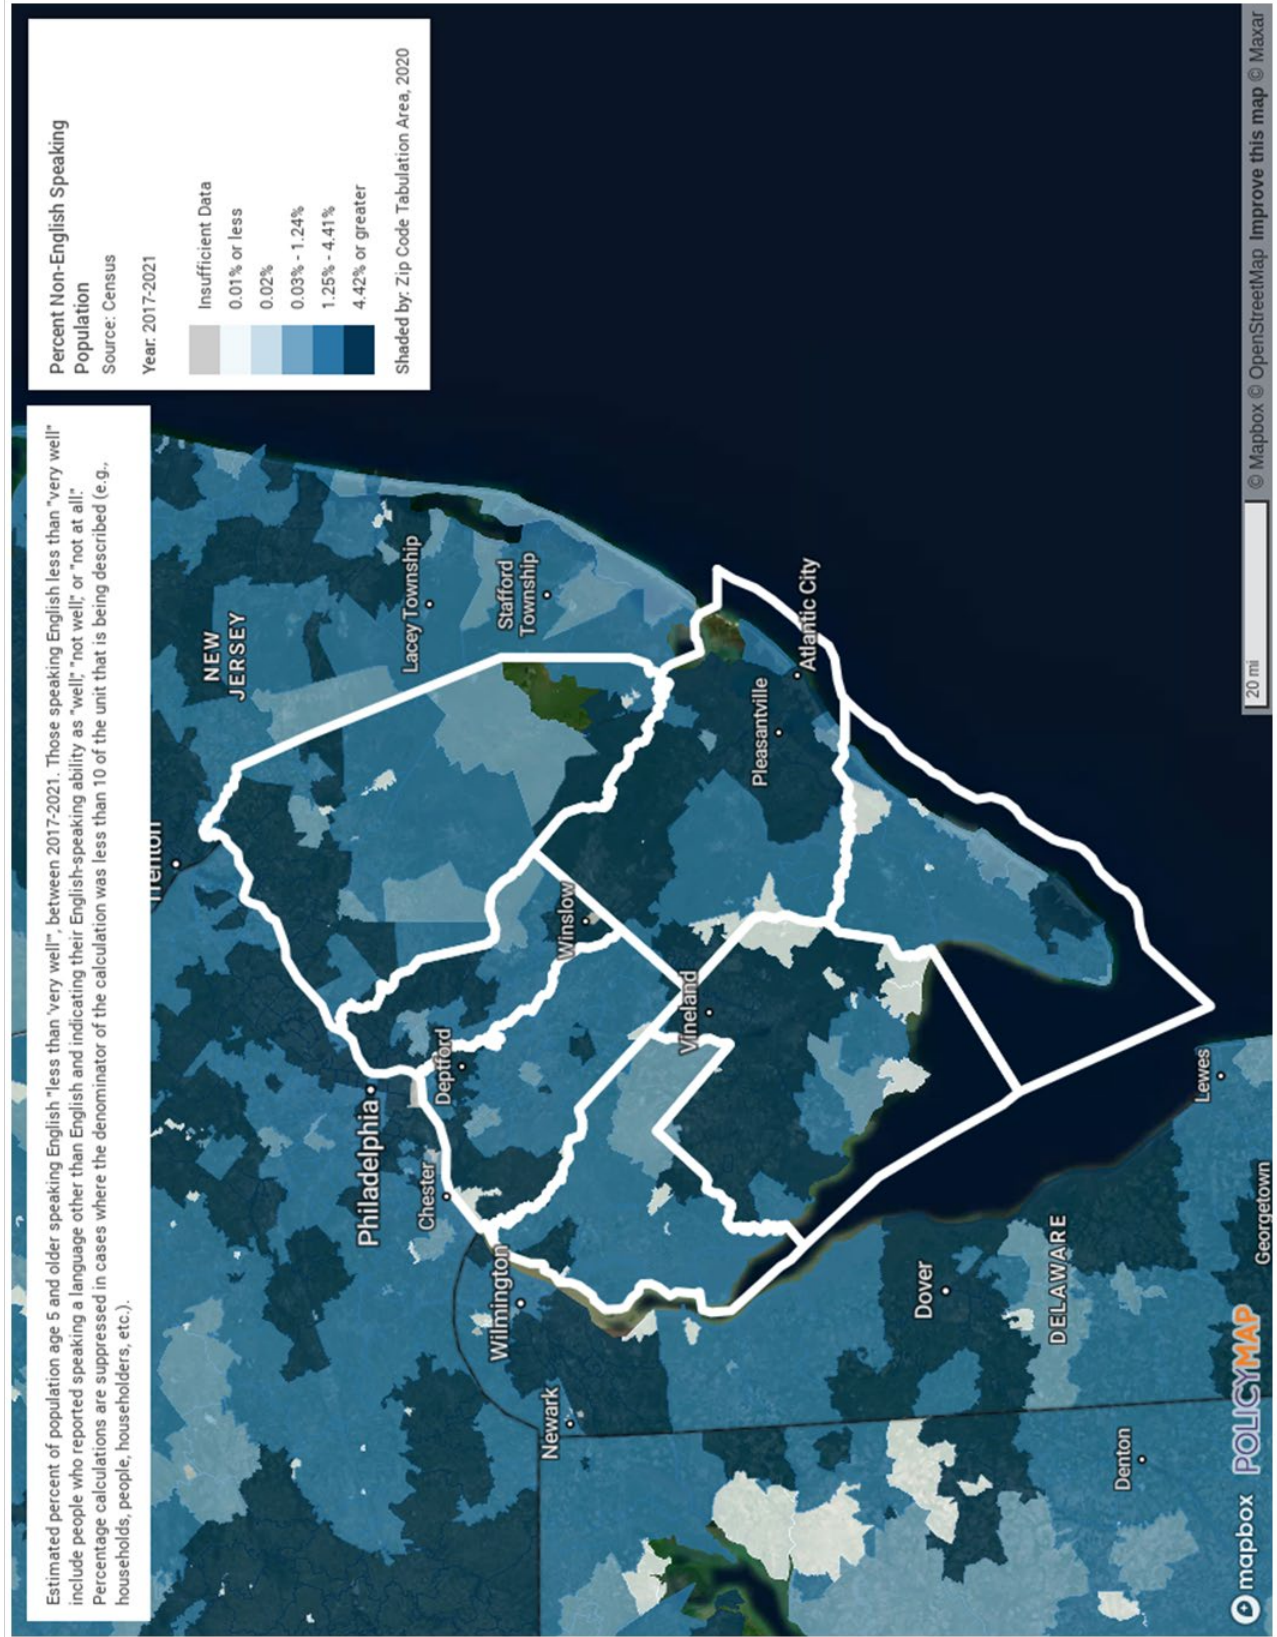 Estimated percent of population age 5 and older speaking English "less than 'very well'", between 2017-2021. Those speaking English less than "very well"
include people who reported speaking a language other than English and indicating their English-speaking ability as "well," "not well," or "not at all."
Percentage calculations are suppressed in cases where the denominator of the calculation was less than 10 of the unit that is being described (e.g.,
households, people, householders, etc.).
Percent Non-English Speaking
Population
Source: Census
Year: 2017-2021
Insufficient Data
0.01% or less
0.02%
0.03% - 1.24%
1.25% - 4.41%
4.42% or greater
Shaded by: Zip Code Tabulation Area, 2020
Trenton
NEW
JERSEY
Philadelphia
Lacey Township
Chester
Deptford
Stafford
Township
Wilmington
Winslow
Newark
Vineland
Pleasantville
Atlantic City
Dover
DELAWARE
Denton
Lewes
Georgetown
mapbox
POLICYMAP
20 mi
© Mapbox © OpenStreetMap Improve this map © Maxar